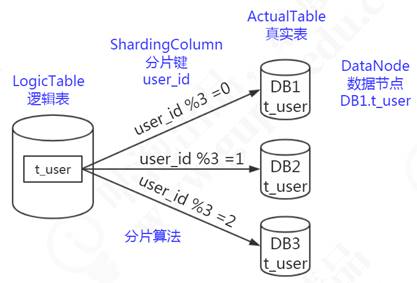 ShardingColumn
分片键
user_id
ActualTable
真实表
LogicTable
逻辑表
DataNode
数据节点
DB1.t_user
user_id %3 =0
DB1
t_user
t_user
user_id %3 =1
DB2
t_user
user_id %3 =2
DB3
t_user
分片算法